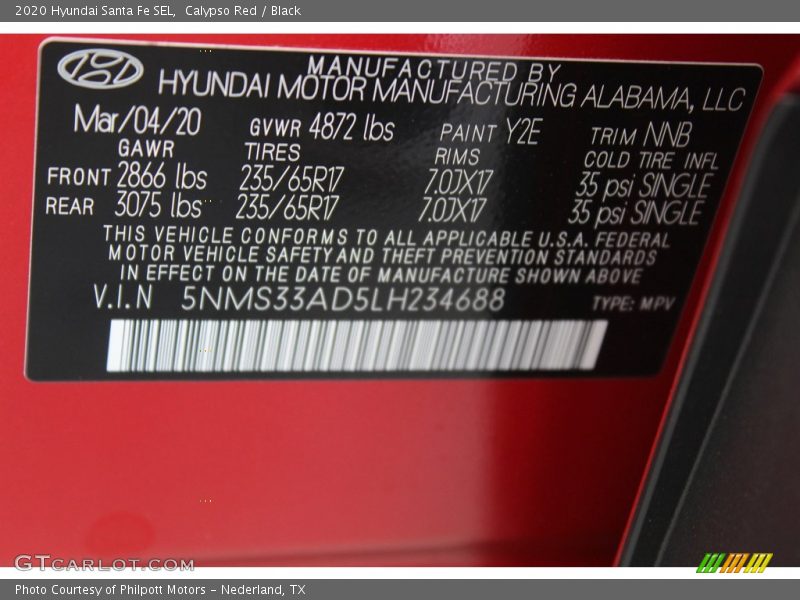 2020 Hyundai Santa Fe SEL, Calypso Red / Black
MANUFACTURED BY
HYUNDAI MOTOR MANUFACTURING ALABAMA, LLC
Mar/04/20 GVWR 4872 lbs PAINT Y2E TRIM NNB
GAWR TIRES RIMS COLD TIRE INFL
FRONT 2866 lbs 235/65R17 7.0JX17 35 psi SINGLE
REAR 3075 lbs 235/65R17 7.0JX17 35 psi SINGLE
THIS VEHICLE CONFORMS TO ALL APPLICABLE U.S.A. FEDERAL
MOTOR VEHICLE SAFETY AND THEFT PREVENTION STANDARDS
IN EFFECT ON THE DATE OF MANUFACTURE SHOWN ABOVE
V.I.N 5NMS33AD5LH234688 TYPE: MPV
GTCARLOT.COM
Photo Courtesy of Philpott Motors - Nederland, TX